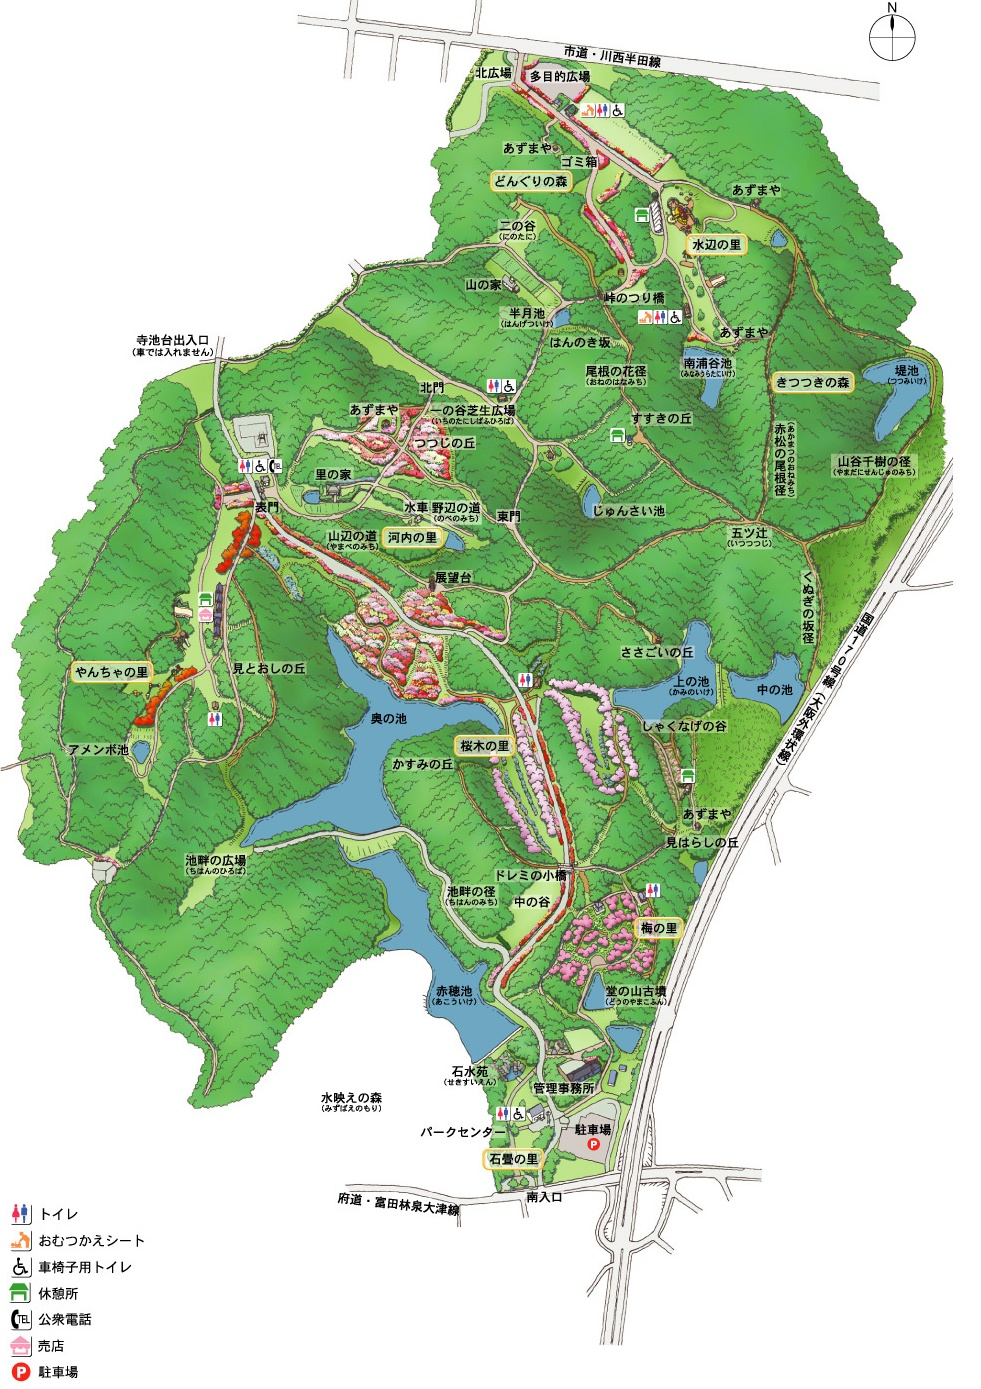 N
市道・川西半田線
北広場
多目的広場
あずまや
ゴミ箱
どんぐりの森
あずまや
二の谷
(にのたに)
水辺の里
山の家
峠のつり橋
半月池
(はんげついけ)
はんのき坂
あずまや
寺池台出入口
(車では入れません)
南浦谷池
(みなみうらたにいけ)
尾根の花径
(おねのはなみち)
きつつきの森
堤池
(つつみいけ)
北門
あずまや
一の谷芝生広場
(いちのたにしばふひろば)
すすきの丘
つつじの丘
赤松の尾根径
(あかまつのおねみち)
山谷千樹の径
(やまだにせんじゅのみち)
里の家
TEL
表門
水車
野辺の道
(のべのみち)
東門
じゅんさい池
山辺の道
(やまべのみち)
河内の里
五ツ辻
(いつつつじ)
展望台
くぬぎの坂径
国道170号線(大阪外環状線)
ささごいの丘
やんちゃの里
見とおしの丘
上の池
(かみのいけ)
中の池
奥の池
しゃくなげの谷
アメンボ池
桜木の里
かすみの丘
あずまや
見はらしの丘
池畔の広場
(ちはんのひろば)
ドレミの小橋
池畔の径
(ちはんのみち)
中の谷
梅の里
赤穂池
(あこういけ)
堂の山古墳
(どうのやまこふん)
石水苑
(せきすいえん)
管理事務所
水映えの森
(みずばえのもり)
パークセンター
駐車場
P
石畳の里
南入口
府道・富田林泉大津線
トイレ
おむつかえシート
車椅子用トイレ
休憩所
TEL
公衆電話
売店
P
駐車場